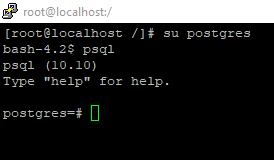 root@localhost:/
[root@localhost /]# su postgres
bash-4.2$ psql
psql (10.10)
Type "help" for help.
postgres=#